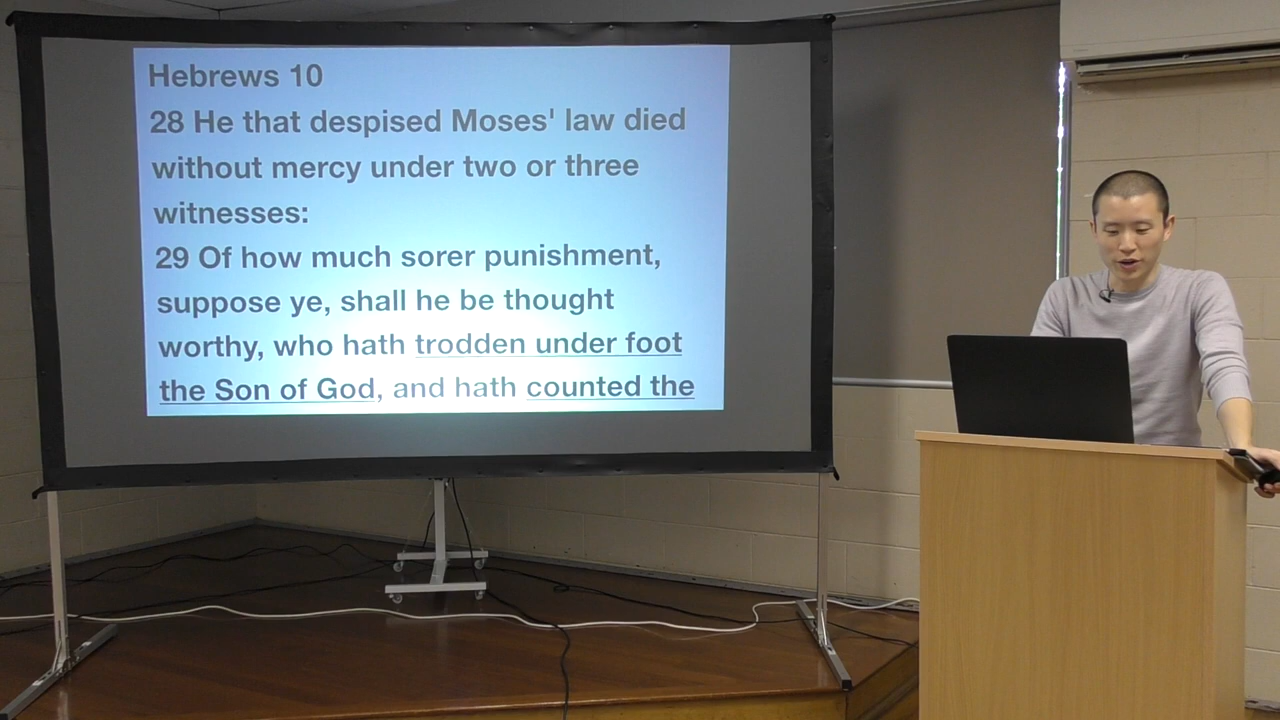 Hebrews 10
28 He that despised Moses' law died
without mercy under two or three
witnesses:
29 Of how much sorer punishment,
suppose ye, shall he be thought
worthy, who hath trodden under foot
the Son of God, and hath counted the